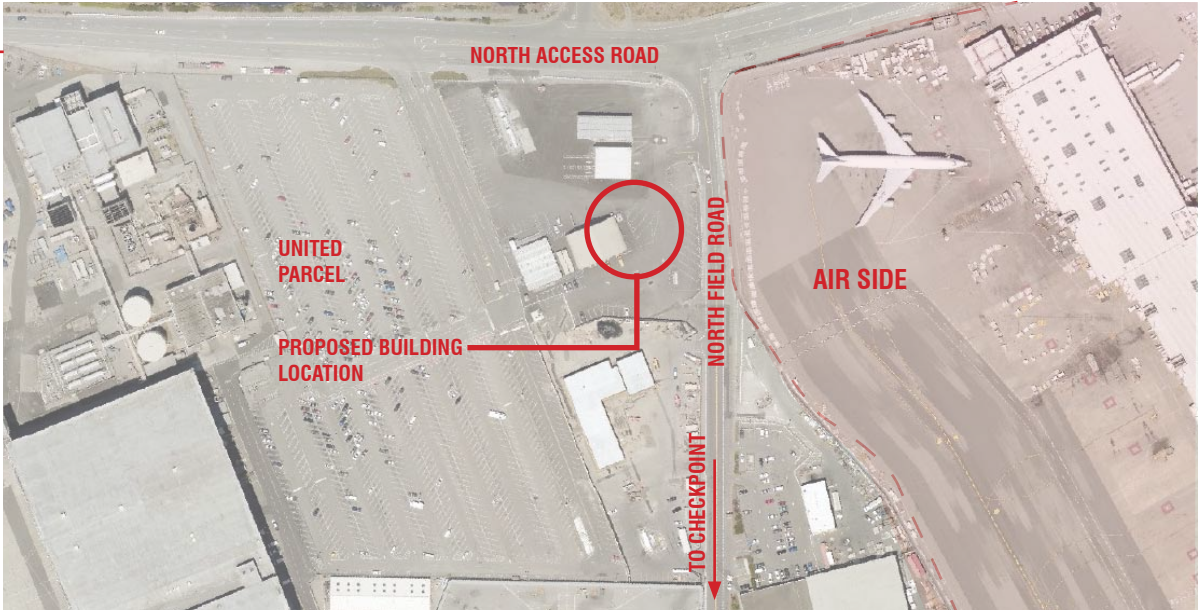 NORTH ACCESS ROAD
NORTH FIELD ROAD
UNITED
PARCEL
AIR SIDE
PROPOSED BUILDING
LOCATION
TO CHECKPOINT